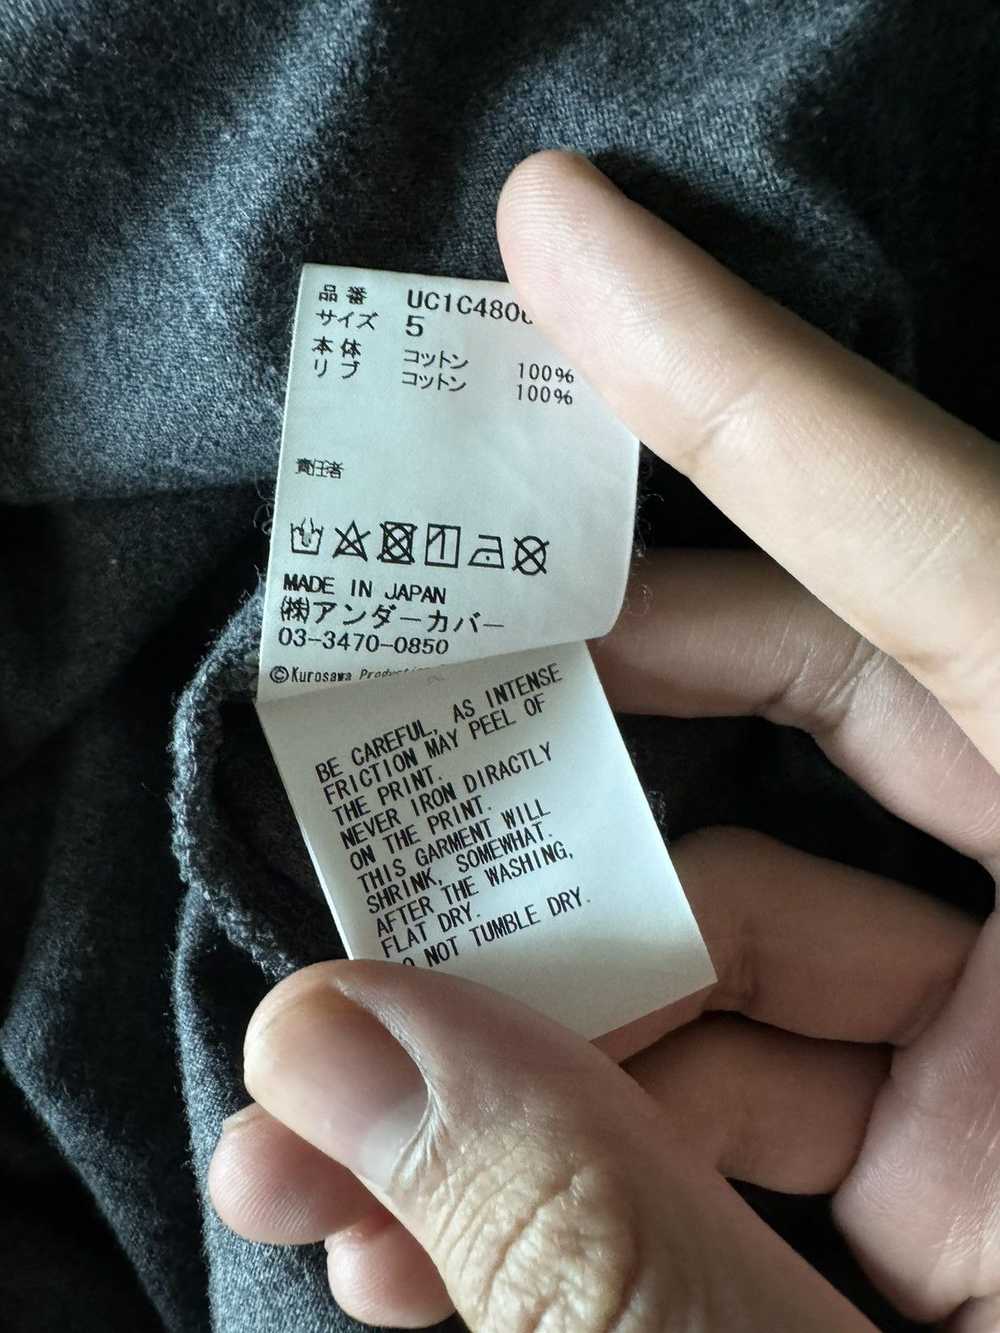 品番 UC1C480
サイズ 5
本体 コットン 100%
リブ コットン 100%
責任者
MADE IN JAPAN
(株)アンダーカバー
03-3470-0850
©Kurosawa Production
BE CAREFUL, AS INTENSE
FRICTION MAY PEEL OF
THE PRINT.
NEVER IRON DIRACTLY
ON THE PRINT.
THIS GARMENT WILL
SHRINK, SOMEWHAT.
AFTER THE WASHING,
FLAT DRY.
NOT TUMBLE DRY.